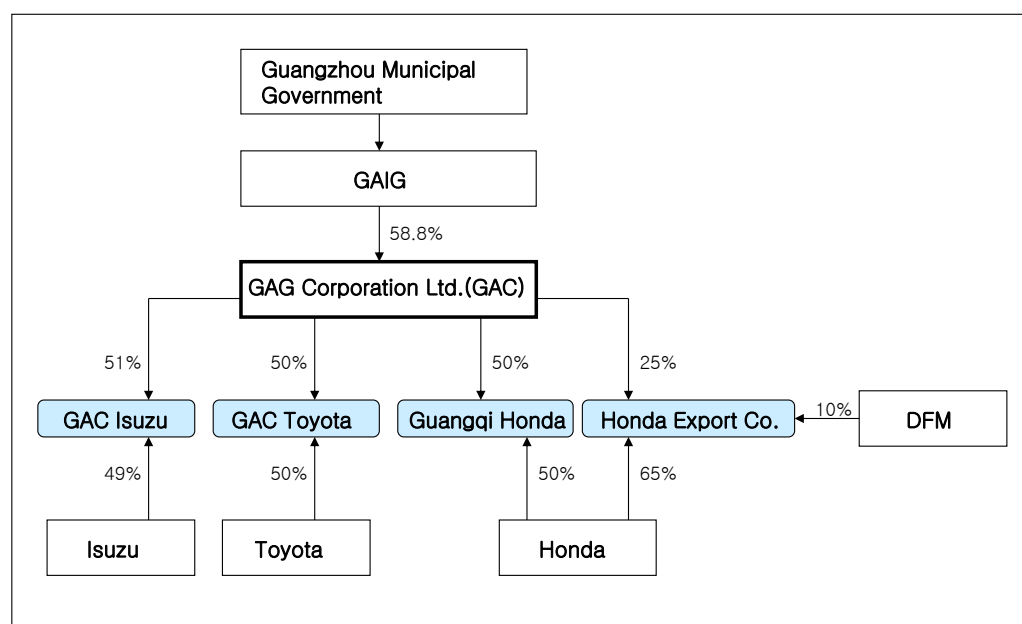 Guangzhou Municipal
Government
GAIG
58.8%
GAG Corporation Ltd.(GAC)
51%
50%
50%
25%
GAC Isuzu
GAC Toyota
Guangqi Honda
Honda Export Co.
10%
DFM
49%
50%
50%
65%
Isuzu
Toyota
Honda